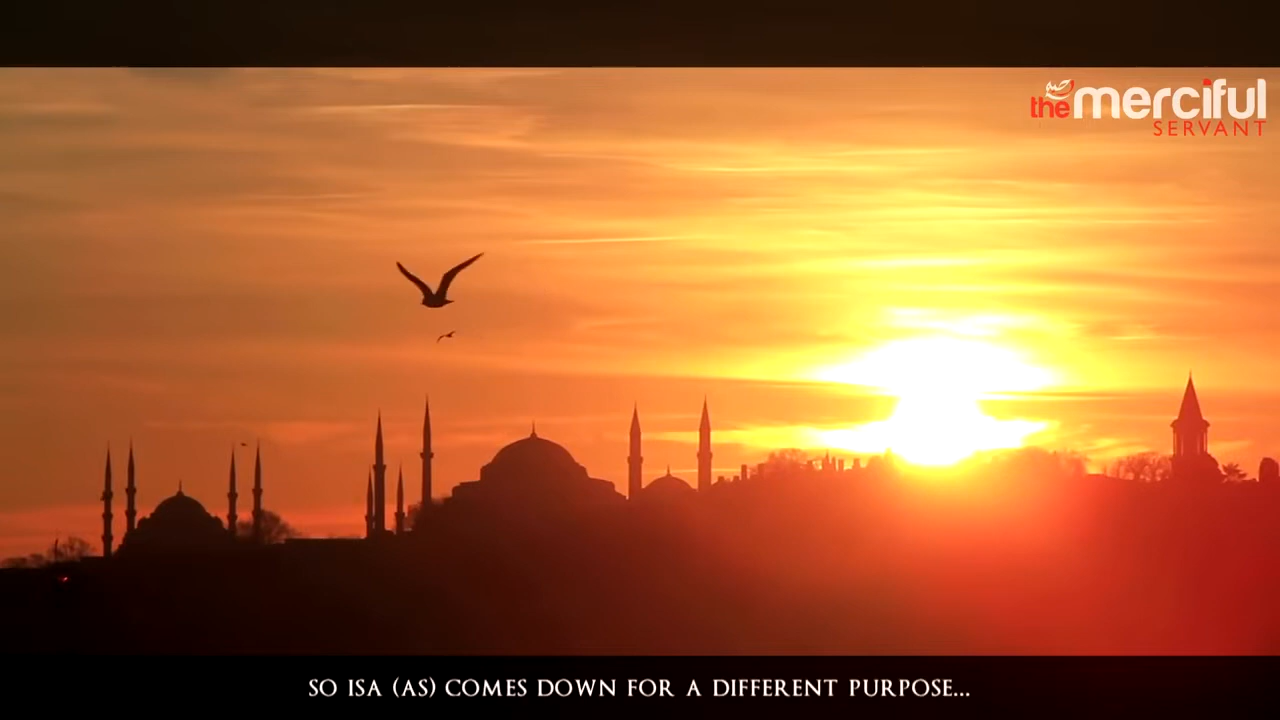 the merciful
SERVANT
SO ISA (AS) COMES DOWN FOR A DIFFERENT PURPOSE...